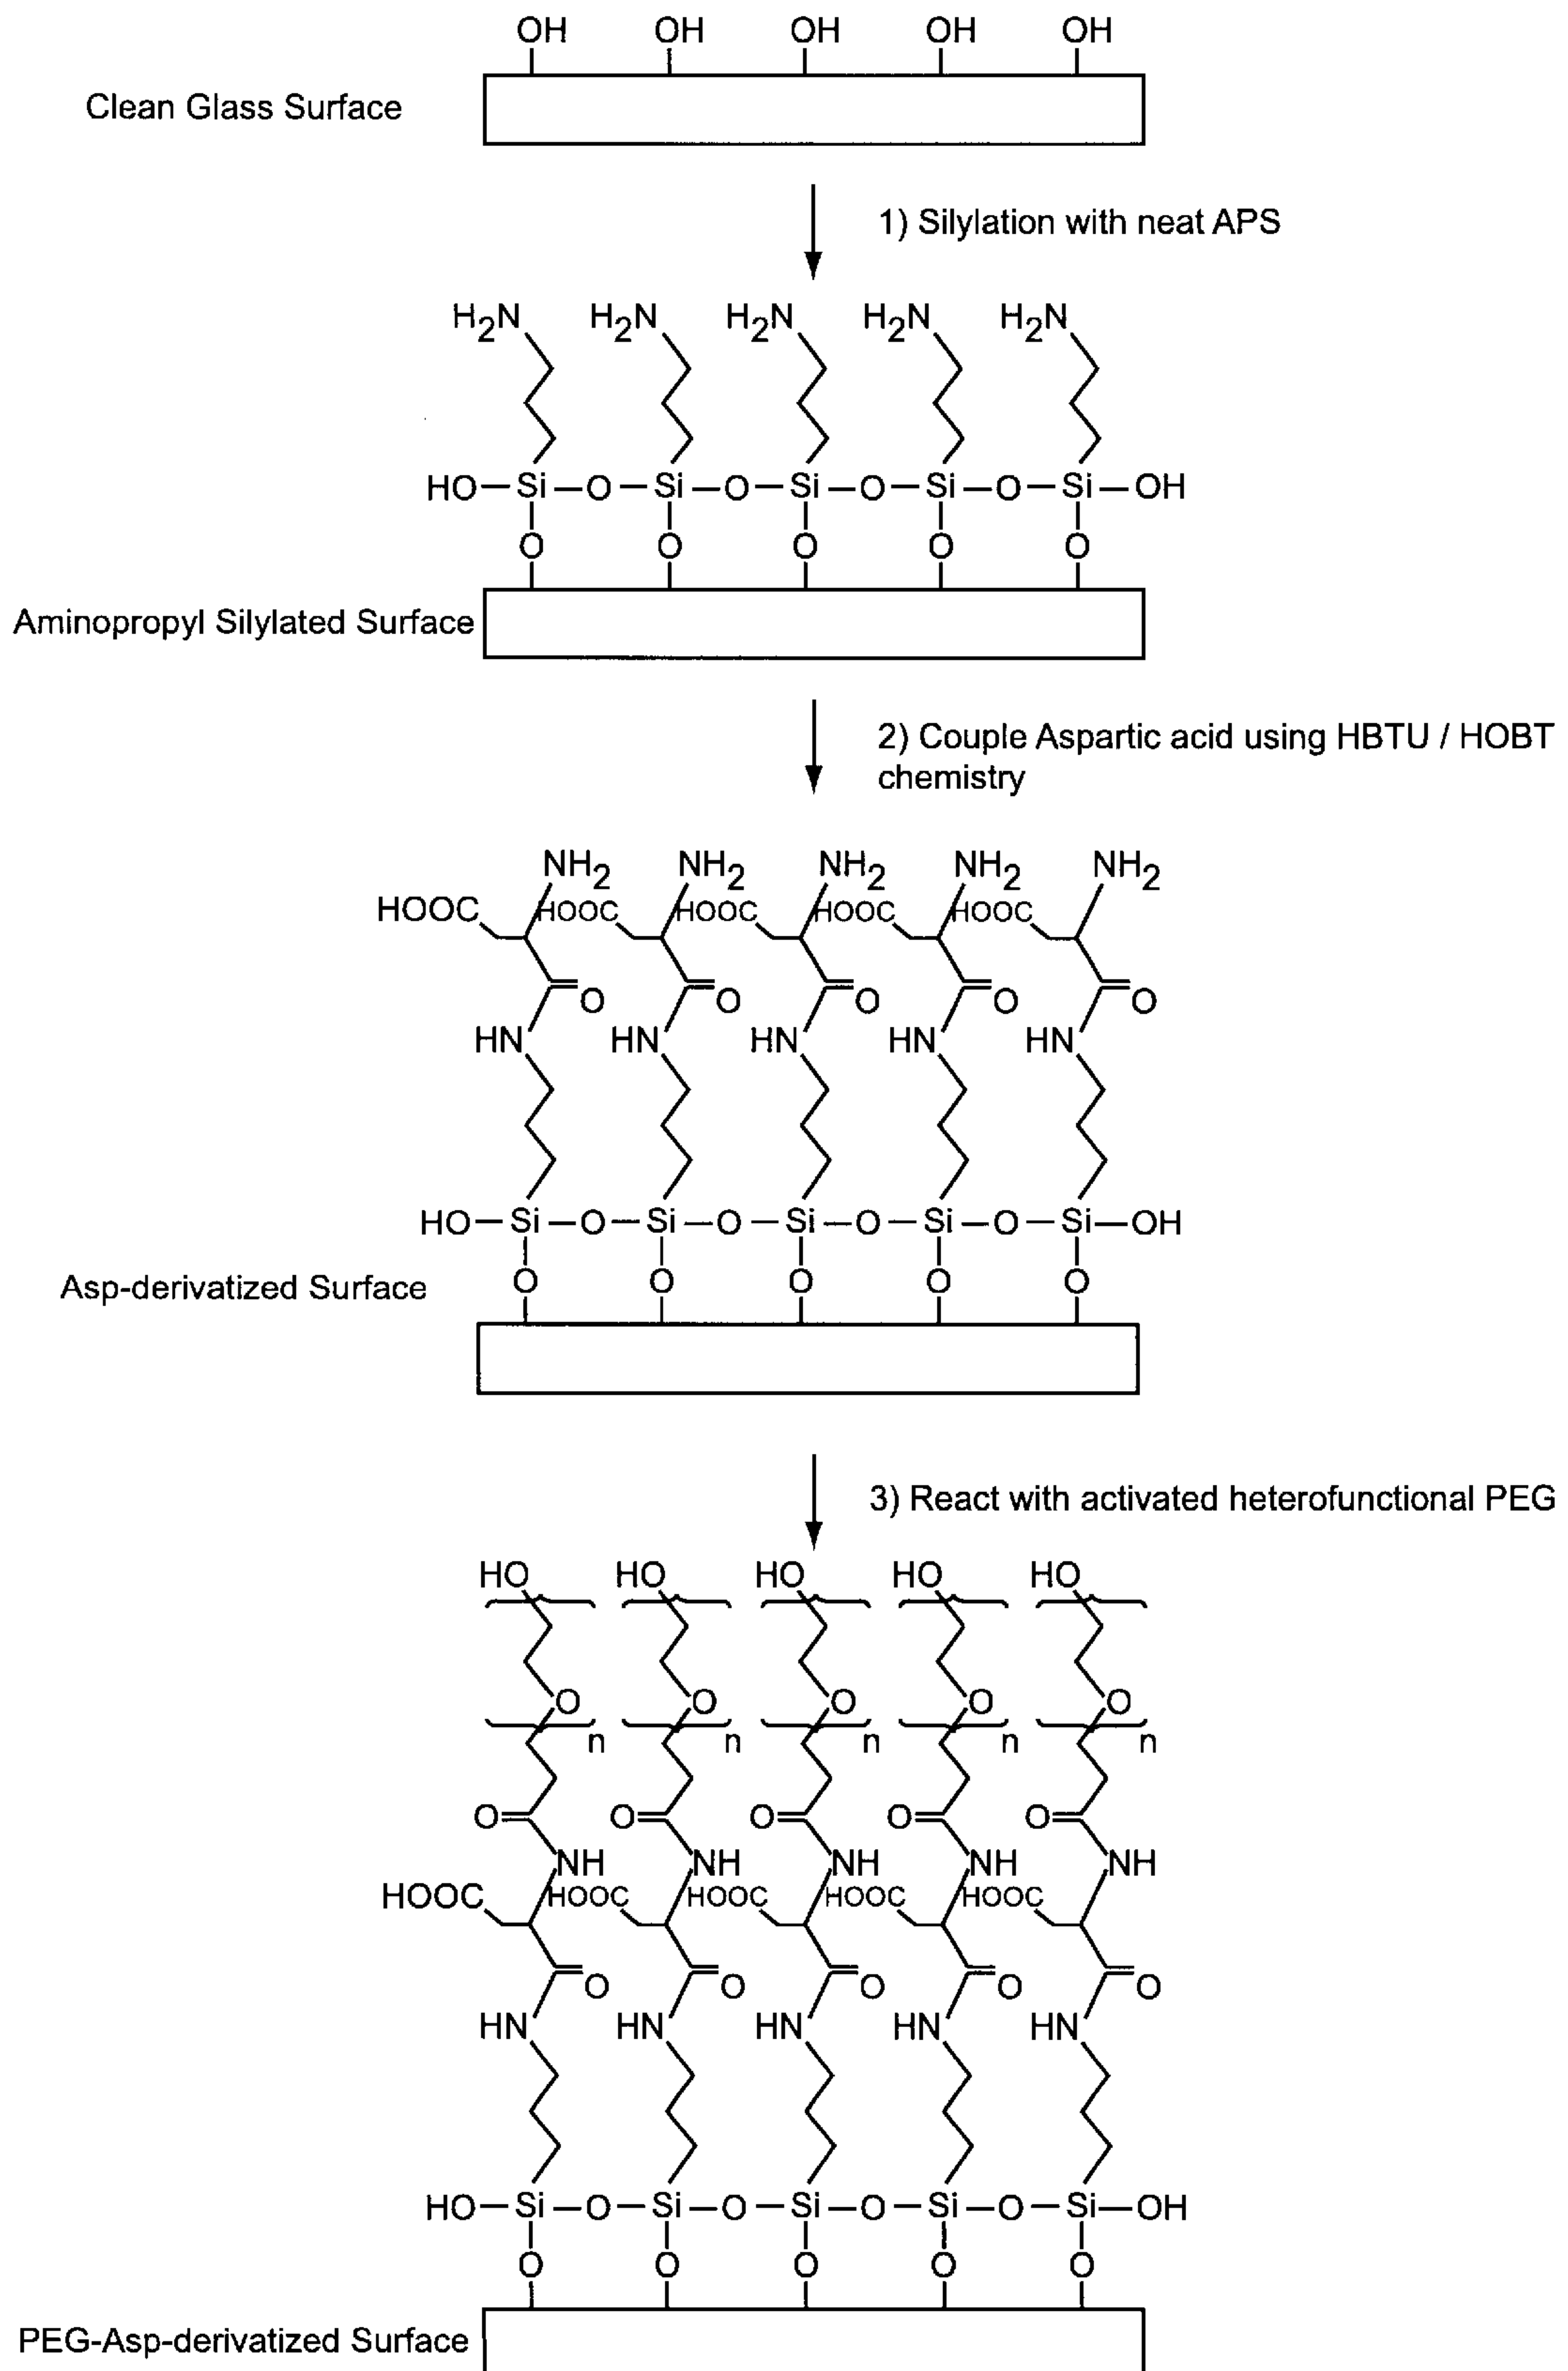 OH OH OH OH OH
Clean Glass Surface
1) Silylation with neat APS
H2N H2N H2N H2N H2N
HO Si O Si O Si O Si O Si OH
O O O O O
Aminopropyl Silylated Surface
2) Couple Aspartic acid using HBTU / HOBT
chemistry
NH2 NH2 NH2 NH2 NH2
HOOC HOOC HOOC HOOC HOOC
O O O O O
HN HN HN HN HN
HO Si O Si O Si O Si O Si OH
O O O O O
Asp-derivatized Surface
3) React with activated heterofunctional PEG
HO HO HO HO HO
O O O O O
n n n n n
O O O O O
NH NH NH NH NH
HOOC HOOC HOOC HOOC HOOC
O O O O O
HN HN HN HN HN
HO Si O Si O Si O Si O Si OH
O O O O O
PEG-Asp-derivatized Surface